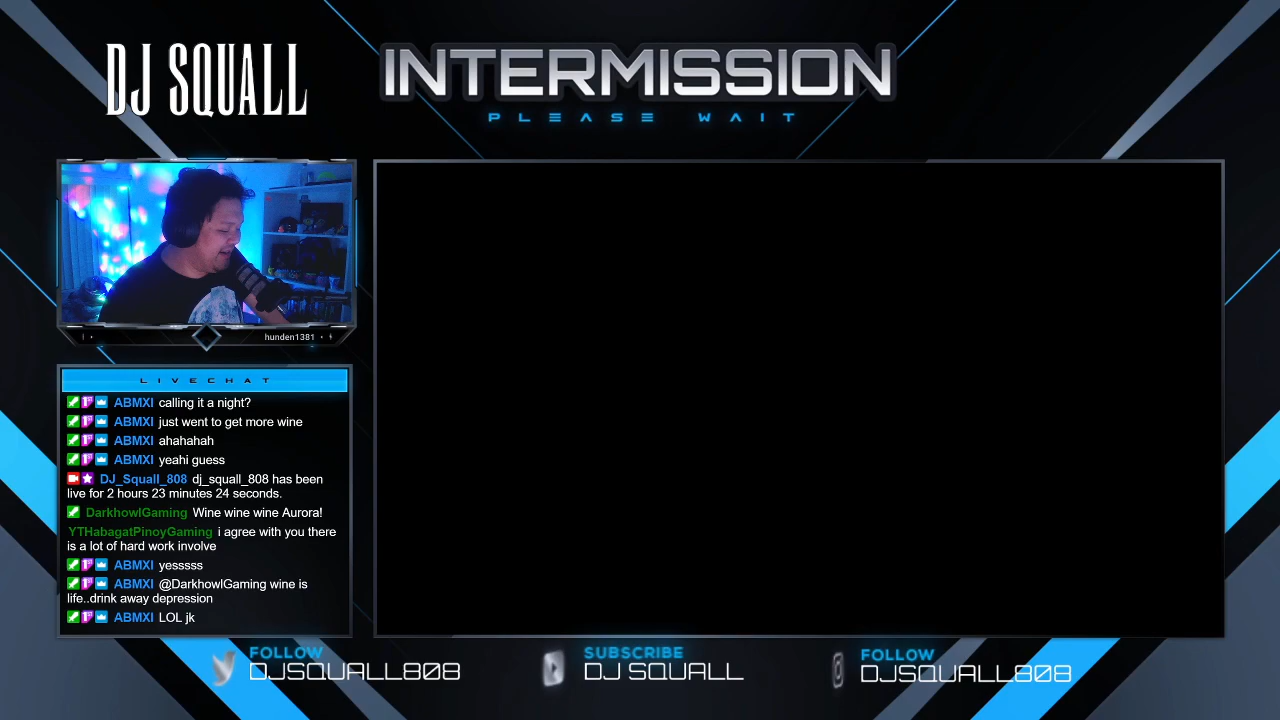 DJ SQUALL
INTERMISSION
PLEASE WAIT
hunden1381
LIVECHAT
ABMXI calling it a night?
ABMXI just went to get more wine
ABMXI ahahahah
ABMXI yeahi guess
DJ_Squall_808 dj_squall_808 has been
live for 2 hours 23 minutes 24 seconds.
DarkhowlGaming Wine wine wine Aurora!
YTHabagatPinoyGaming i agree with you there
is a lot of hard work involve
ABMXI yesssss
ABMXI @DarkhowlGaming wine is
life..drink away depression
ABMXI LOL jk
FOLLOW
DJSQUALL808
SUBSCRIBE
DJ SQUALL
FOLLOW
DJSQUALL808